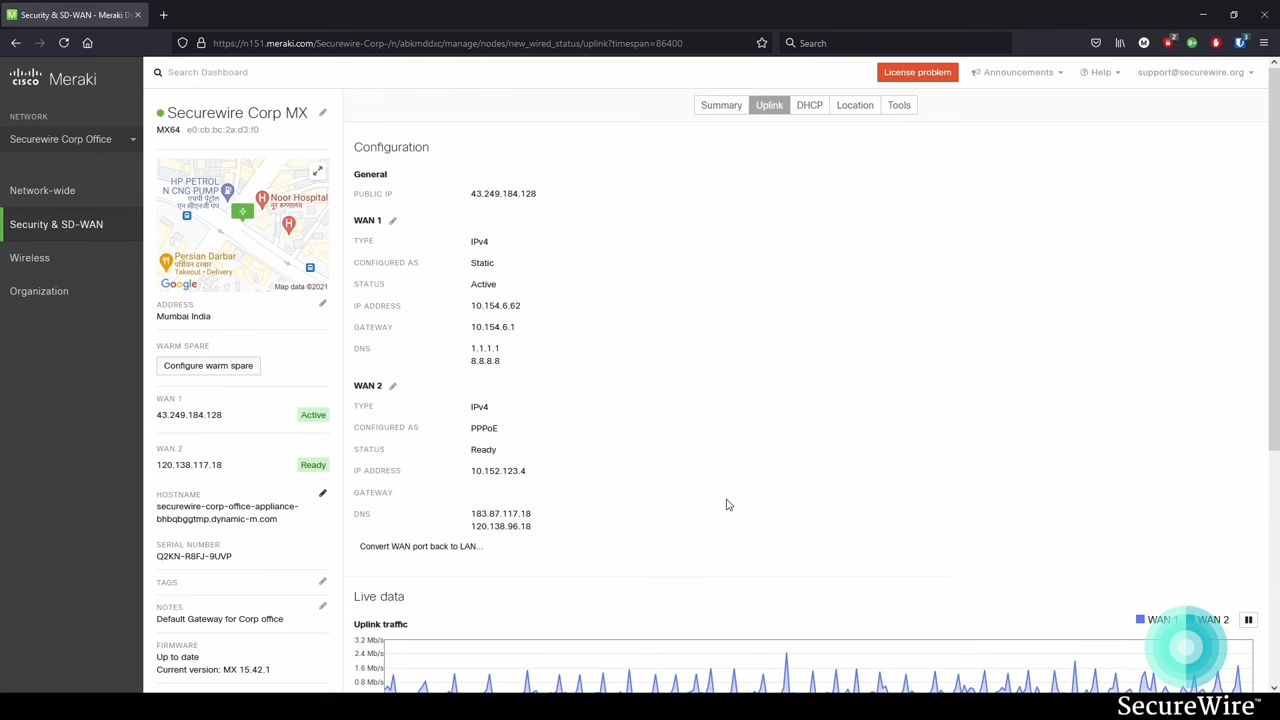 Security & SD-WAN - Meraki Da
https://n151.meraki.com/Securewire-Corp-/n/abkmddxc/manage/nodes/new_wired_status/uplink?timespan=86400
Search
CISCO Meraki
Search Dashboard
License problem
Announcements
Help
support@securewire.org
NETWORK
Securewire Corp Office
Network-wide
Security & SD-WAN
Wireless
Organization
Securewire Corp MX
MX64 e0:cb:bc:2a:d3:f0
HP PETROL
N CNG PUMP
एचपी पेट्रोल
एन सीएनजी पंप
Noor Hospital
नूर रुग्णालय
Persian Darbar
पर्शियन दरबार
Takeout • Delivery
Google
Map data ©2021
ADDRESS
Mumbai India
WARM SPARE
Configure warm spare
WAN 1
43.249.184.128 Active
WAN 2
120.138.117.18 Ready
HOSTNAME
securewire-corp-office-appliance-
bhbqbggtmp.dynamic-m.com
SERIAL NUMBER
Q2KN-R8FJ-9UVP
TAGS
NOTES
Default Gateway for Corp office
FIRMWARE
Up to date
Current version: MX 15.42.1
Summary Uplink DHCP Location Tools
Configuration
General
PUBLIC IP 43.249.184.128
WAN 1
TYPE IPv4
CONFIGURED AS Static
STATUS Active
IP ADDRESS 10.154.6.62
GATEWAY 10.154.6.1
DNS 1.1.1.1
8.8.8.8
WAN 2
TYPE IPv4
CONFIGURED AS PPPoE
STATUS Ready
IP ADDRESS 10.152.123.4
GATEWAY
DNS 183.87.117.18
120.138.96.18
Convert WAN port back to LAN...
Live data
Uplink traffic
WAN 1 WAN 2
3.2 Mb/s
2.4 Mb/s
1.6 Mb/s
0.8 Mb/s
SecureWire™